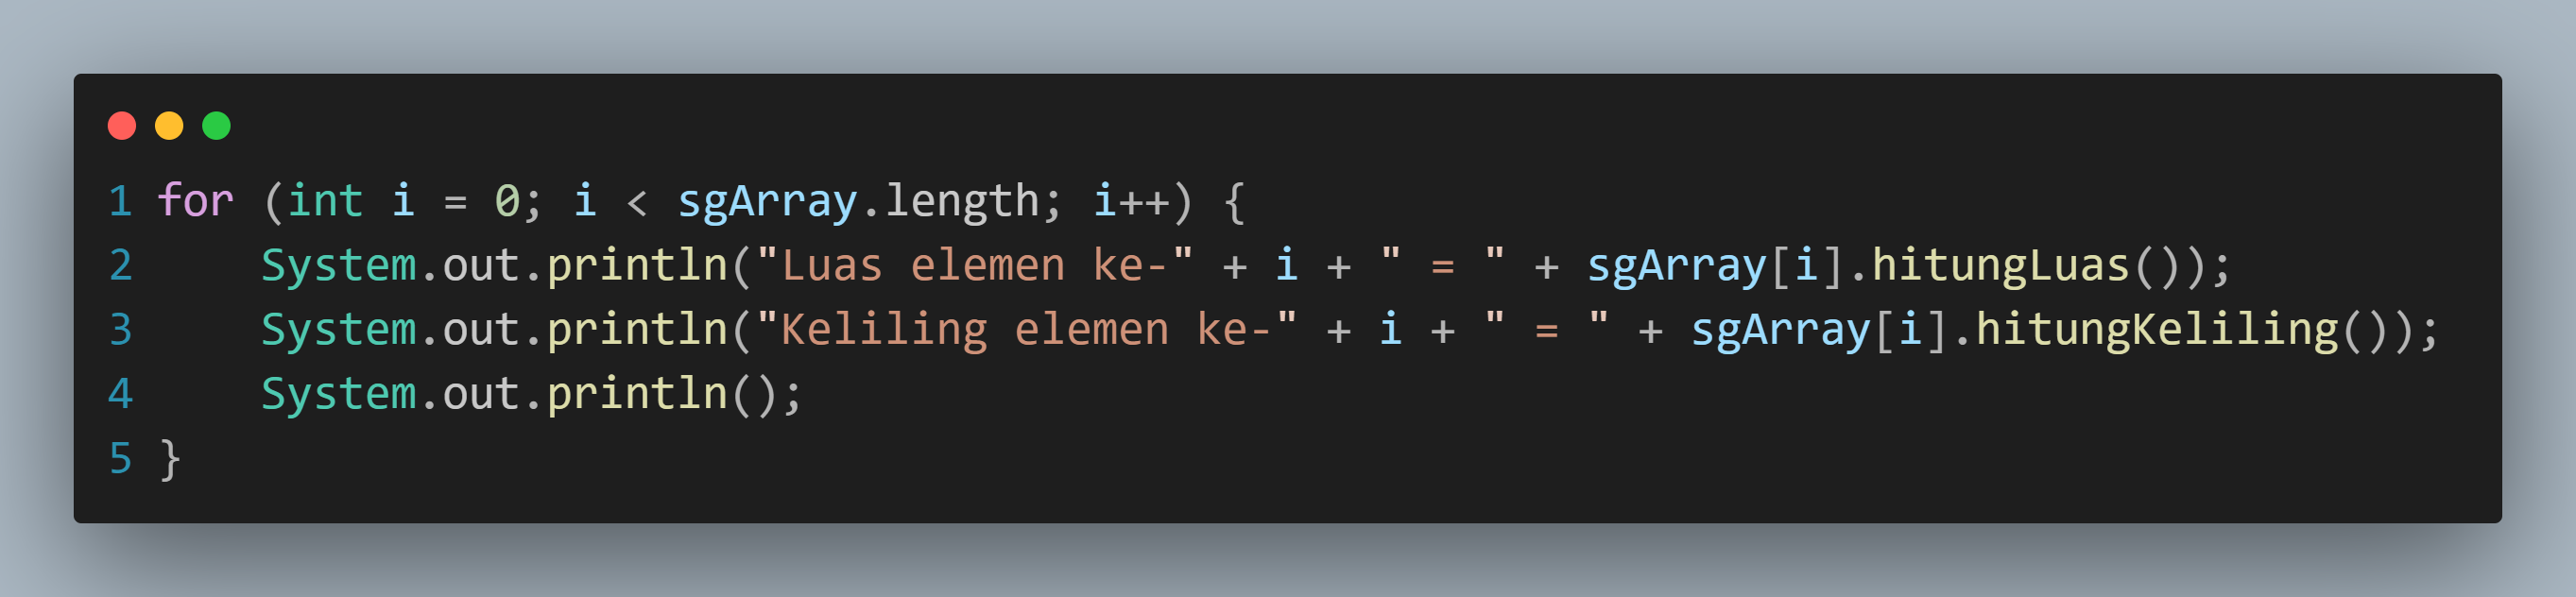 1 for (int i = 0; i < sgArray.length; i++) {
2     System.out.println("Luas elemen ke-" + i + " = " + sgArray[i].hitungLuas());
3     System.out.println("Keliling elemen ke-" + i + " = " + sgArray[i].hitungKeliling());
4     System.out.println();
5 }